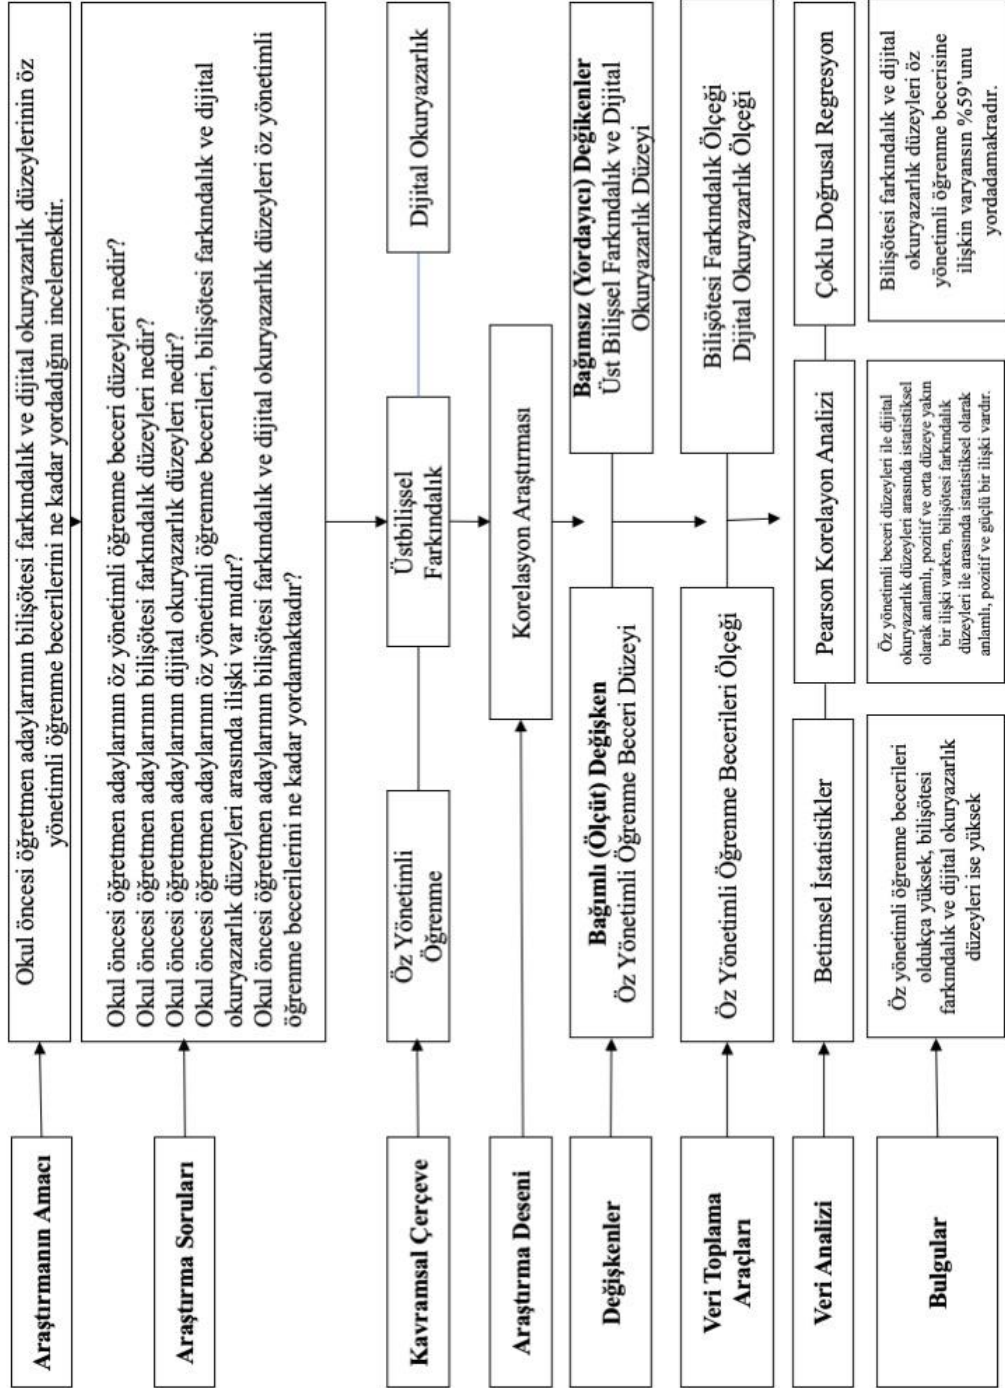 Araştırmanın Amacı
Okul öncesi öğretmen adaylarının bilişötesi farkındalık ve dijital okuryazarlık düzeylerinin öz
yönetimli öğrenme becerilerini ne kadar yordadığını incelemektir.
Araştırma Soruları
Okul öncesi öğretmen adaylarının öz yönetimli öğrenme beceri düzeyleri nedir?
Okul öncesi öğretmen adaylarının bilişötesi farkındalık düzeyleri nedir?
Okul öncesi öğretmen adaylarının dijital okuryazarlık düzeyleri nedir?
Okul öncesi öğretmen adaylarının öz yönetimli öğrenme becerileri, bilişötesi farkındalık ve dijital
okuryazarlık düzeyleri arasında ilişki var mıdır?
Okul öncesi öğretmen adaylarının bilişötesi farkındalık ve dijital okuryazarlık düzeyleri öz yönetimli
öğrenme becerilerini ne kadar yordamaktadır?
Kavramsal Çerçeve
Öz Yönetimli
Öğrenme
Üstbilişsel
Farkındalık
Dijital Okuryazarlık
Araştırma Deseni
Korelasyon Araştırması
Değişkenler
Bağımlı (Ölçüt) Değişken
Öz Yönetimli Öğrenme Beceri Düzeyi
Bağımsız (Yordayıcı) Değikenler
Üst Bilişsel Farkındalık ve Dijital
Okuryazarlık Düzeyi
Veri Toplama
Araçları
Öz Yönetimli Öğrenme Becerileri Ölçeği
Bilişötesi Farkındalık Ölçeği
Dijital Okuryazarlık Ölçeği
Veri Analizi
Betimsel İstatistikler
Pearson Korelayon Analizi
Çoklu Doğrusal Regresyon
Bulgular
Öz yönetimli öğrenme becerileri
oldukça yüksek, bilişötesi
farkındalık ve dijital okuryazarlık
düzeyleri ise yüksek
Öz yönetimli beceri düzeyleri ile dijital
okuryazarlık düzeyleri arasında istatistiksel
olarak anlamlı, pozitif ve orta düzeye yakın
bir ilişki varken, bilişötesi farkındalık
düzeyleri ile arasında istatistiksel olarak
anlamlı, pozitif ve güçlü bir ilişki vardır.
Bilişötesi farkındalık ve dijital
okuryazarlık düzeyleri öz
yönetimli öğrenme becerisine
ilişkin varyansın %59'unu
yordadamakradır.